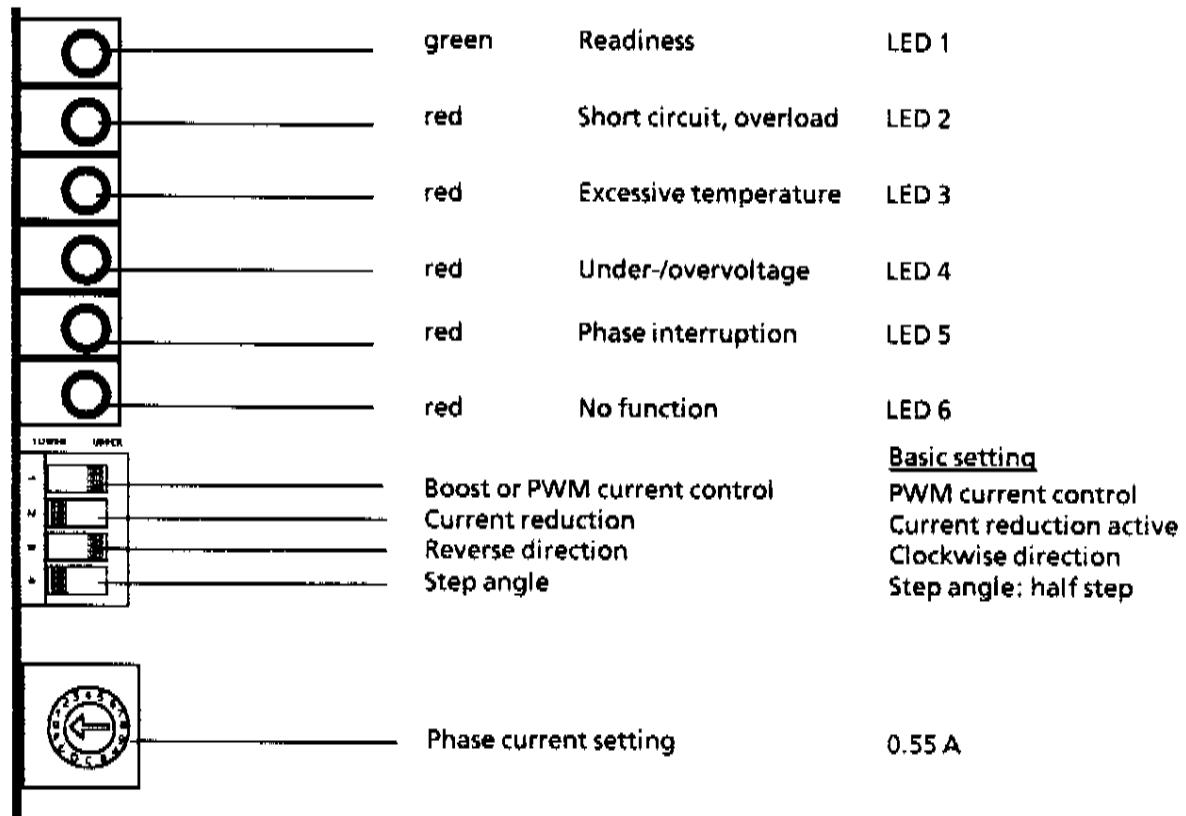 green Readiness LED 1
red Short circuit, overload LED 2
red Excessive temperature LED 3
red Under-/overvoltage LED 4
red Phase interruption LED 5
red No function LED 6
UPPER
Basic setting
Boost or PWM current control PWM current control
Current reduction Current reduction active
Reverse direction Clockwise direction
Step angle Step angle: half step
Phase current setting 0.55 A